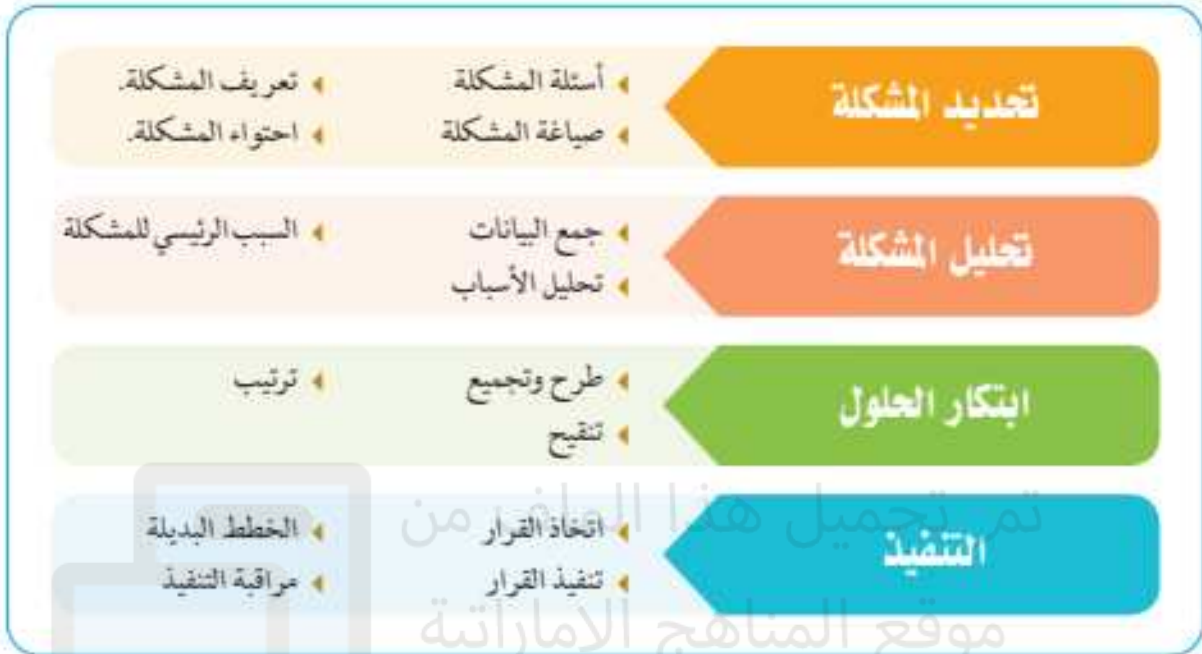 تحديد المشكلة
أسئلة المشكلة
تعريف المشكلة.
صياغة المشكلة
احتواء المشكلة.
تحليل المشكلة
جمع البيانات
السبب الرئيسي للمشكلة
تحليل الأسباب
ابتكار الحلول
طرح وتجميع
ترتيب
تنقيح
التنفيذ
اتخاذ القرار
الخطط البديلة
تنفيذ القرار
مراقبة التنفيذ
تم تحميل هذا الملف من
موقع المناهج الإماراتية